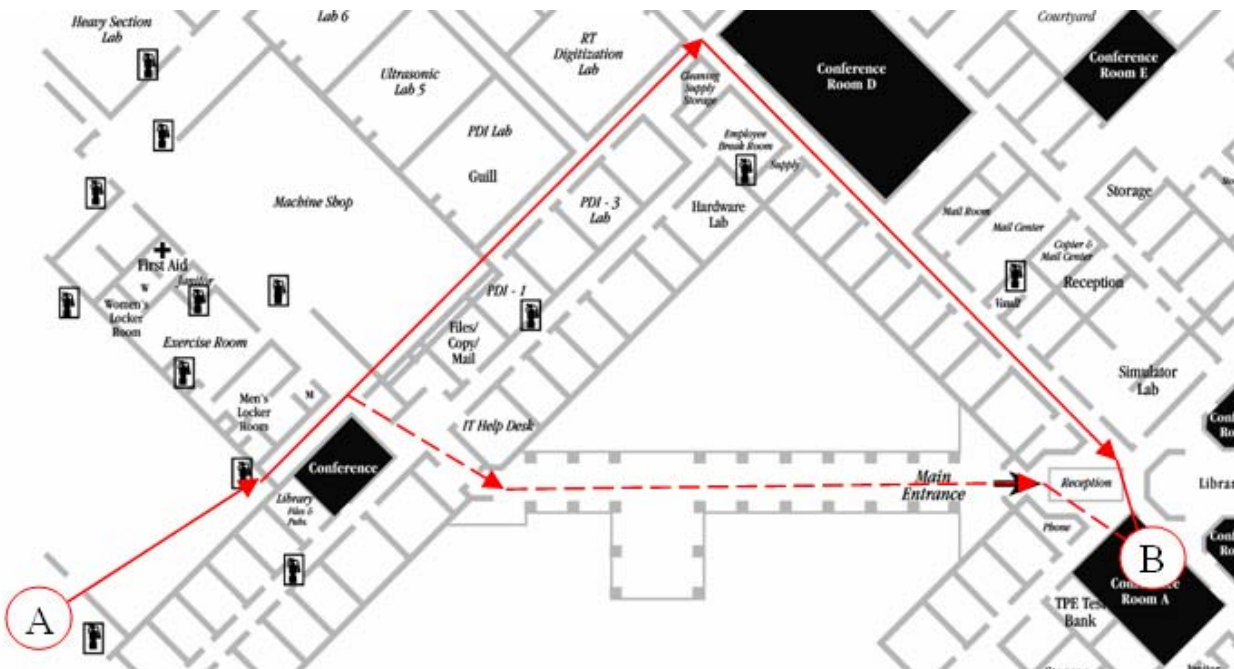 Heavy Section
Lab
Lab 6
RT
Digitization
Lab
Ultrasonic
Lab 5
PDI Lab
Guill
Machine Shop
Cleaning
Supply
Storage
Employee
Break Room
Supply
Hardware
Lab
PDI - 3
Lab
PDI - 1
Files/
Copy/
Mail
IT Help Desk
First Aid
Janitor
W
Women's
Locker
Room
Exercise Room
Men's
Locker
Room
M
Conference
Library
Files &
Pubs.
A
Courtyard
Conference
Room E
Conference
Room D
Storage
Mail Room
Mail Center
Copier &
Mail Center
Reception
Vault
Simulator
Lab
Main
Entrance
Reception
Phone
B
Room A
TPE Test
Bank